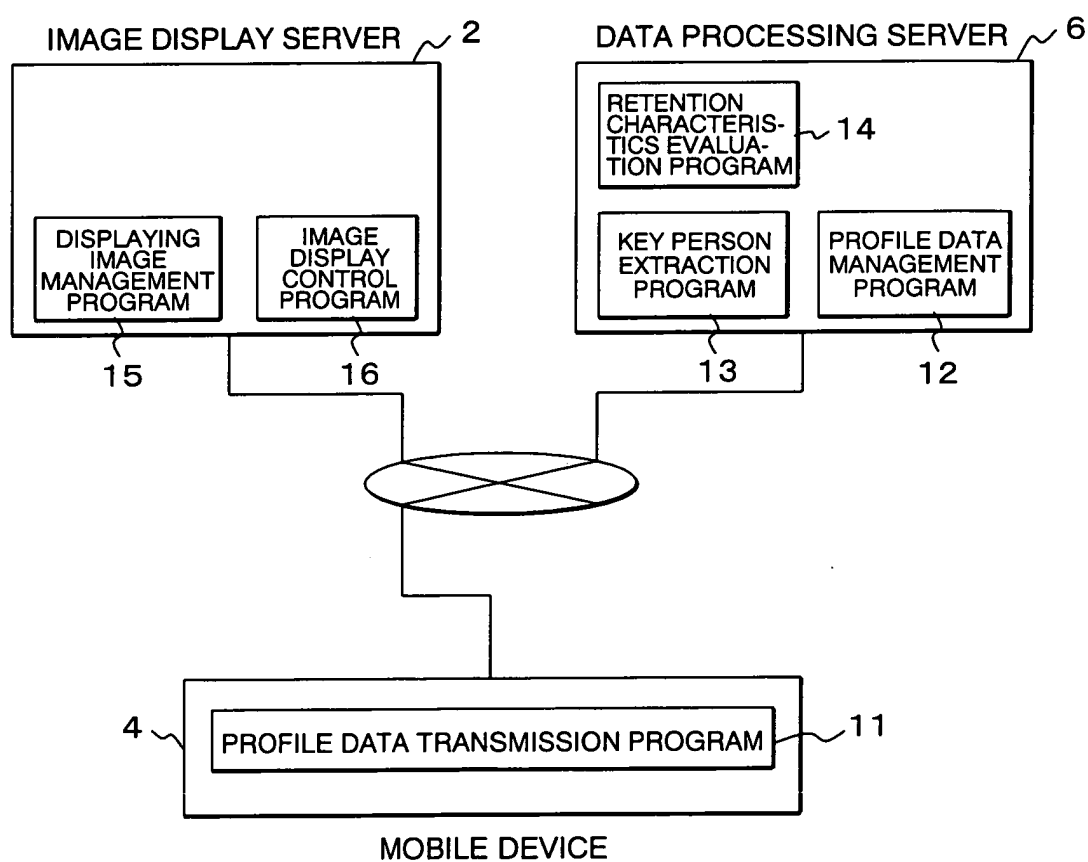 IMAGE DISPLAY SERVER
2
DISPLAYING
IMAGE
MANAGEMENT
PROGRAM
15
IMAGE
DISPLAY
CONTROL
PROGRAM
16
DATA PROCESSING SERVER
6
RETENTION
CHARACTERIS-
TICS EVALUA-
TION PROGRAM
14
KEY PERSON
EXTRACTION
PROGRAM
13
PROFILE DATA
MANAGEMENT
PROGRAM
12
4
PROFILE DATA TRANSMISSION PROGRAM
11
MOBILE DEVICE